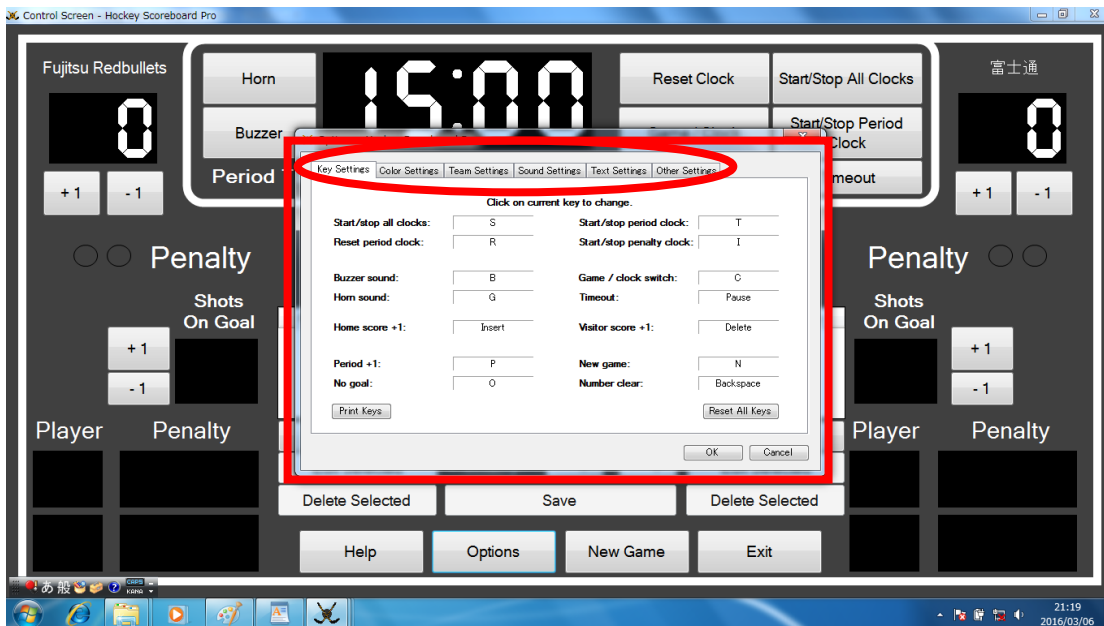 Control Screen - Hockey Scoreboard Pro
Fujitsu Redbullets
0
+ 1
- 1
Horn
Buzzer
Period
15:00
Reset Clock
Start/Stop All Clocks
Start/Stop Period
Clock
富士通
0
+ 1
- 1
Key Settings Color Settings Team Settings Sound Settings Text Settings Other Settings
Click on current key to change.
Start/stop all clocks: S Start/stop period clock: T
Reset period clock: R Start/stop penalty clock: I
Buzzer sound: B Game / clock switch: C
Horn sound: G Timeout: Pause
Home score +1: Insert Visitor score +1: Delete
Period +1: P New game: N
No goal: O Number clear: Backspace
Print Keys Reset All Keys
OK Cancel
Penalty
Shots
On Goal
+ 1
- 1
Player Penalty
Penalty
Shots
On Goal
+ 1
- 1
Player Penalty
Delete Selected Save Delete Selected
Help Options New Game Exit
あ 般 CAPS
KANA
21:19
2016/03/06